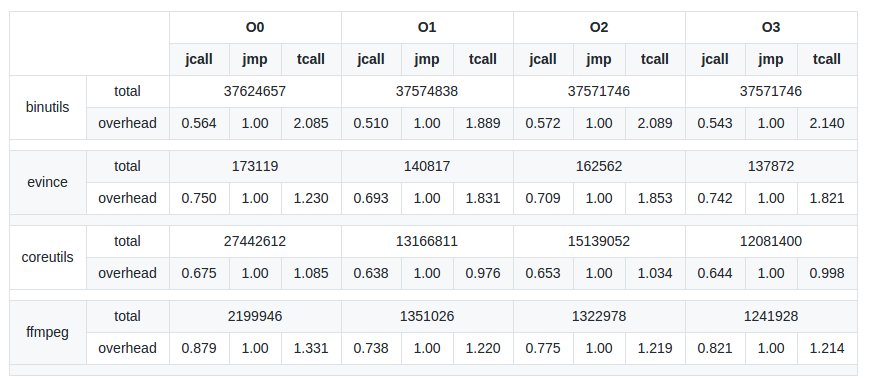 O0 O1 O2 O3
jcall jmp tcall jcall jmp tcall jcall jmp tcall jcall jmp tcall
binutils
total 37624657 37574838 37571746 37571746
overhead 0.564 1.00 2.085 0.510 1.00 1.889 0.572 1.00 2.089 0.543 1.00 2.140
evince
total 173119 140817 162562 137872
overhead 0.750 1.00 1.230 0.693 1.00 1.831 0.709 1.00 1.853 0.742 1.00 1.821
coreutils
total 27442612 13166811 15139052 12081400
overhead 0.675 1.00 1.085 0.638 1.00 0.976 0.653 1.00 1.034 0.644 1.00 0.998
ffmpeg
total 2199946 1351026 1322978 1241928
overhead 0.879 1.00 1.331 0.738 1.00 1.220 0.775 1.00 1.219 0.821 1.00 1.214